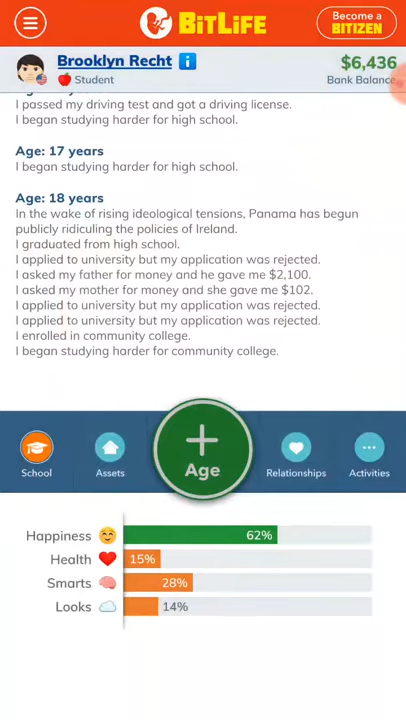 BitLife
Become a
BITIZEN
Brooklyn Recht i
$6,436
Student
Bank Balance
I passed my driving test and got a driving license.
I began studying harder for high school.
Age: 17 years
I began studying harder for high school.
Age: 18 years
In the wake of rising ideological tensions, Panama has begun
publicly ridiculing the policies of Ireland.
I graduated from high school.
I applied to university but my application was rejected.
I asked my father for money and he gave me $2,100.
I asked my mother for money and she gave me $102.
I applied to university but my application was rejected.
I applied to university but my application was rejected.
I enrolled in community college.
I began studying harder for community college.
School
Assets
+
Age
Relationships
Activities
Happiness 62%
Health 15%
Smarts 28%
Looks 14%